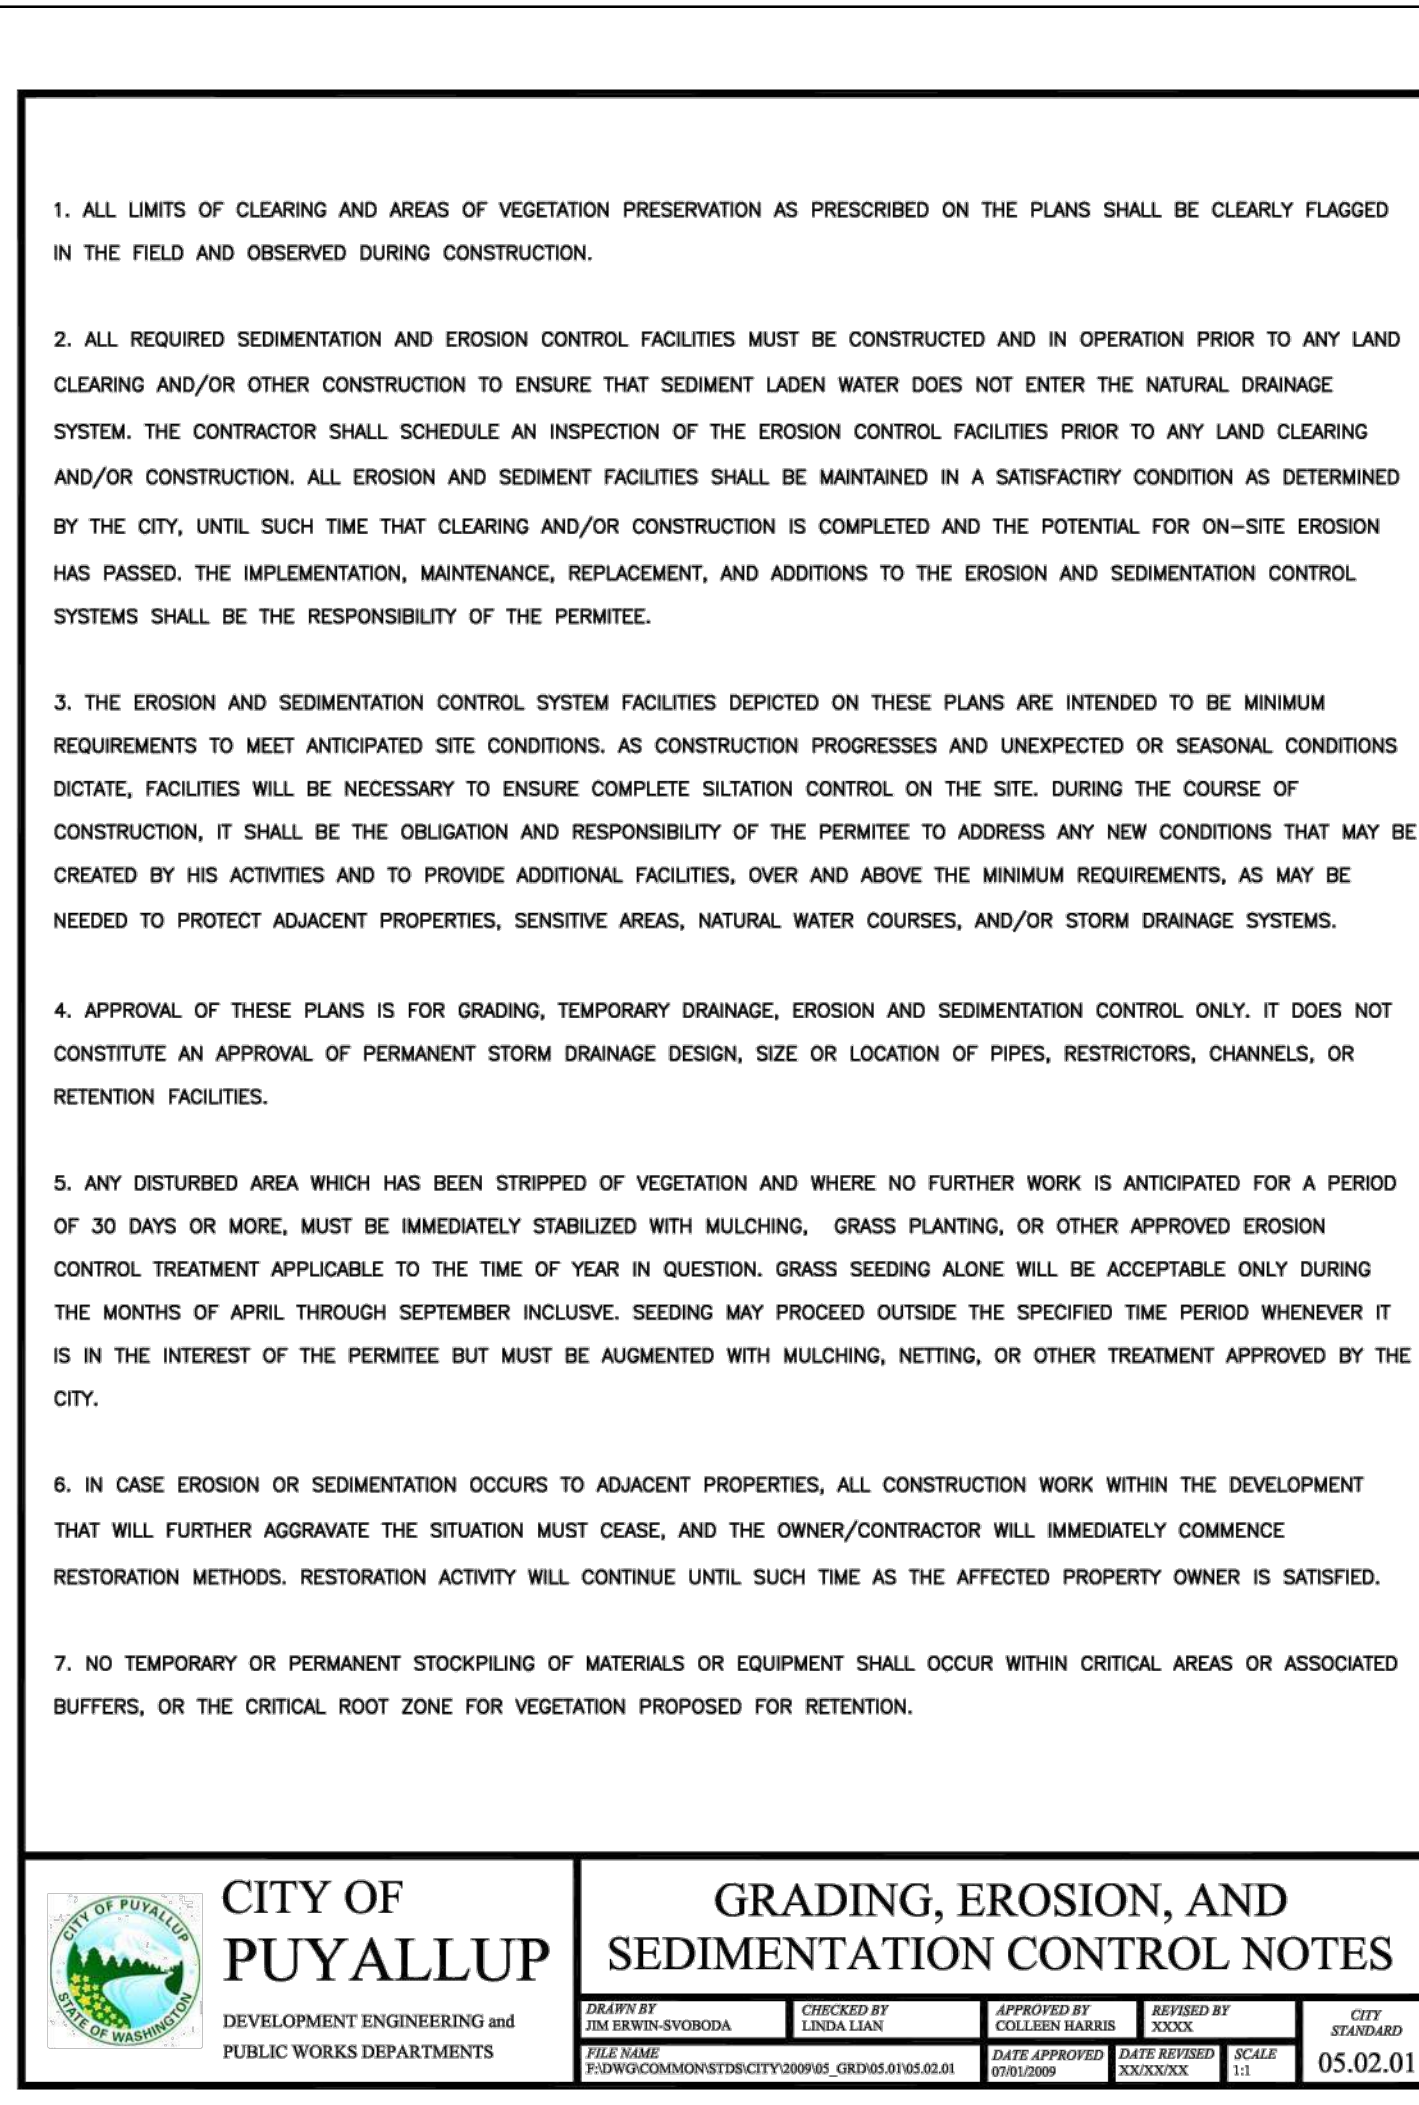 1. ALL LIMITS OF CLEARING AND AREAS OF VEGETATION PRESERVATION AS PRESCRIBED ON THE PLANS SHALL BE CLEARLY FLAGGED
IN THE FIELD AND OBSERVED DURING CONSTRUCTION.
2. ALL REQUIRED SEDIMENTATION AND EROSION CONTROL FACILITIES MUST BE CONSTRUCTED AND IN OPERATION PRIOR TO ANY LAND
CLEARING AND/OR OTHER CONSTRUCTION TO ENSURE THAT SEDIMENT LADEN WATER DOES NOT ENTER THE NATURAL DRAINAGE
SYSTEM. THE CONTRACTOR SHALL SCHEDULE AN INSPECTION OF THE EROSION CONTROL FACILITIES PRIOR TO ANY LAND CLEARING
AND/OR CONSTRUCTION. ALL EROSION AND SEDIMENT FACILITIES SHALL BE MAINTAINED IN A SATISFACTIRY CONDITION AS DETERMINED
BY THE CITY, UNTIL SUCH TIME THAT CLEARING AND/OR CONSTRUCTION IS COMPLETED AND THE POTENTIAL FOR ON-SITE EROSION
HAS PASSED. THE IMPLEMENTATION, MAINTENANCE, REPLACEMENT, AND ADDITIONS TO THE EROSION AND SEDIMENTATION CONTROL
SYSTEMS SHALL BE THE RESPONSIBILITY OF THE PERMITEE.
3. THE EROSION AND SEDIMENTATION CONTROL SYSTEM FACILITIES DEPICTED ON THESE PLANS ARE INTENDED TO BE MINIMUM
REQUIREMENTS TO MEET ANTICIPATED SITE CONDITIONS. AS CONSTRUCTION PROGRESSES AND UNEXPECTED OR SEASONAL CONDITIONS
DICTATE, FACILITIES WILL BE NECESSARY TO ENSURE COMPLETE SILTATION CONTROL ON THE SITE. DURING THE COURSE OF
CONSTRUCTION, IT SHALL BE THE OBLIGATION AND RESPONSIBILITY OF THE PERMITEE TO ADDRESS ANY NEW CONDITIONS THAT MAY BE
CREATED BY HIS ACTIVITIES AND TO PROVIDE ADDITIONAL FACILITIES, OVER AND ABOVE THE MINIMUM REQUIREMENTS, AS MAY BE
NEEDED TO PROTECT ADJACENT PROPERTIES, SENSITIVE AREAS, NATURAL WATER COURSES, AND/OR STORM DRAINAGE SYSTEMS.
4. APPROVAL OF THESE PLANS IS FOR GRADING, TEMPORARY DRAINAGE, EROSION AND SEDIMENTATION CONTROL ONLY. IT DOES NOT
CONSTITUTE AN APPROVAL OF PERMANENT STORM DRAINAGE DESIGN, SIZE OR LOCATION OF PIPES, RESTRICTORS, CHANNELS, OR
RETENTION FACILITIES.
5. ANY DISTURBED AREA WHICH HAS BEEN STRIPPED OF VEGETATION AND WHERE NO FURTHER WORK IS ANTICIPATED FOR A PERIOD
OF 30 DAYS OR MORE, MUST BE IMMEDIATELY STABILIZED WITH MULCHING, GRASS PLANTING, OR OTHER APPROVED EROSION
CONTROL TREATMENT APPLICABLE TO THE TIME OF YEAR IN QUESTION. GRASS SEEDING ALONE WILL BE ACCEPTABLE ONLY DURING
THE MONTHS OF APRIL THROUGH SEPTEMBER INCLUSVE. SEEDING MAY PROCEED OUTSIDE THE SPECIFIED TIME PERIOD WHENEVER IT
IS IN THE INTEREST OF THE PERMITEE BUT MUST BE AUGMENTED WITH MULCHING, NETTING, OR OTHER TREATMENT APPROVED BY THE
CITY.
6. IN CASE EROSION OR SEDIMENTATION OCCURS TO ADJACENT PROPERTIES, ALL CONSTRUCTION WORK WITHIN THE DEVELOPMENT
THAT WILL FURTHER AGGRAVATE THE SITUATION MUST CEASE, AND THE OWNER/CONTRACTOR WILL IMMEDIATELY COMMENCE
RESTORATION METHODS. RESTORATION ACTIVITY WILL CONTINUE UNTIL SUCH TIME AS THE AFFECTED PROPERTY OWNER IS SATISFIED.
7. NO TEMPORARY OR PERMANENT STOCKPILING OF MATERIALS OR EQUIPMENT SHALL OCCUR WITHIN CRITICAL AREAS OR ASSOCIATED
BUFFERS, OR THE CRITICAL ROOT ZONE FOR VEGETATION PROPOSED FOR RETENTION.
CITY OF PUYALLUP
STATE OF WASHINGTON
CITY OF
PUYALLUP
DEVELOPMENT ENGINEERING and
PUBLIC WORKS DEPARTMENTS
GRADING, EROSION, AND
SEDIMENTATION CONTROL NOTES
DRAWN BY
JIM ERWIN-SVOBODA
CHECKED BY
LINDA LIAN
APPROVED BY
COLLEEN HARRIS
REVISED BY
XXXX
FILE NAME
F:\DWG\COMMON\STDS\CITY\2009\05_GRD\05.01\05.02.01
DATE APPROVED
07/01/2009
DATE REVISED
XX/XX/XX
SCALE
1:1
CITY
STANDARD
05.02.01